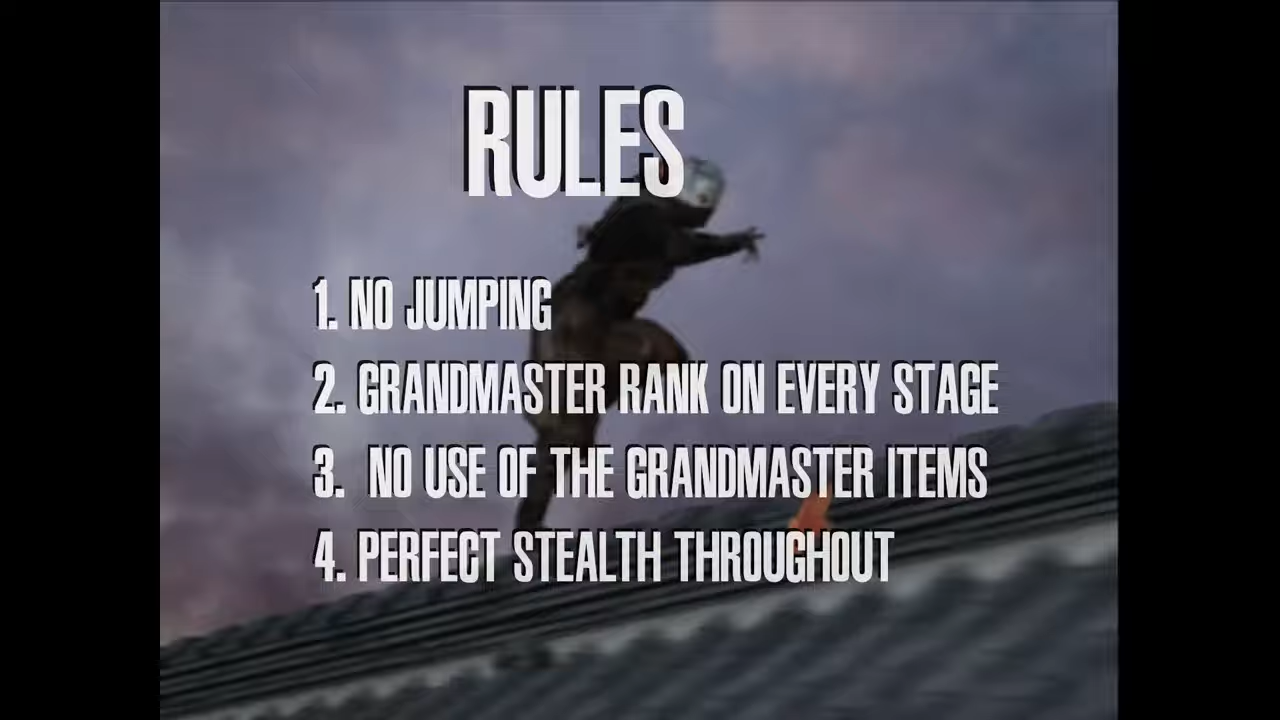 RULES
1. NO JUMPING
2. GRANDMASTER RANK ON EVERY STAGE
3. NO USE OF THE GRANDMASTER ITEMS
4. PERFECT STEALTH THROUGHOUT